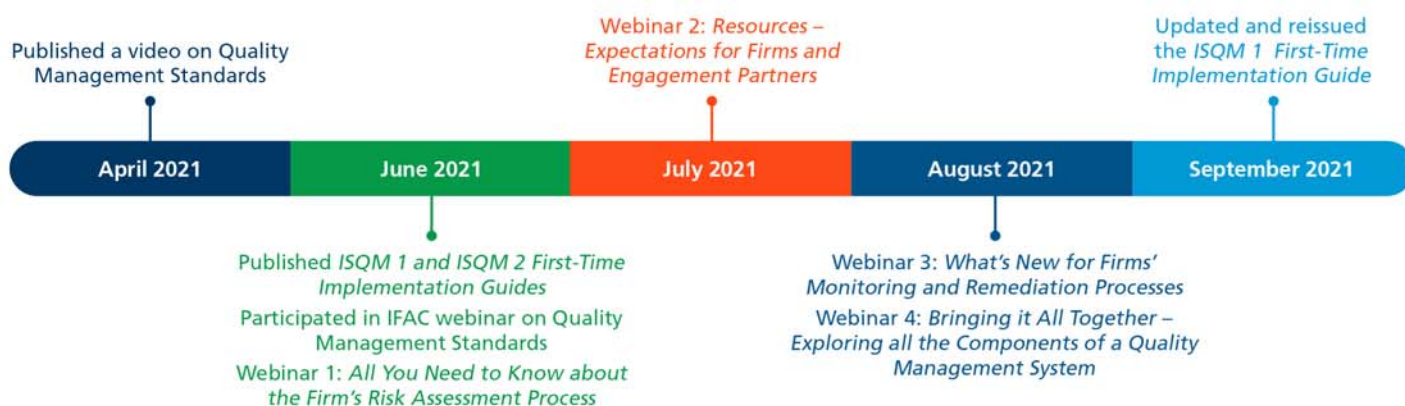 Published a video on Quality
Management Standards
Webinar 2: Resources –
Expectations for Firms and
Engagement Partners
Updated and reissued
the ISQM 1 First-Time
Implementation Guide
April 2021
June 2021
July 2021
August 2021
September 2021
Published ISQM 1 and ISQM 2 First-Time
Implementation Guides
Participated in IFAC webinar on Quality
Management Standards
Webinar 1: All You Need to Know about
the Firm’s Risk Assessment Process
Webinar 3: What’s New for Firms’
Monitoring and Remediation Processes
Webinar 4: Bringing it All Together –
Exploring all the Components of a Quality
Management System